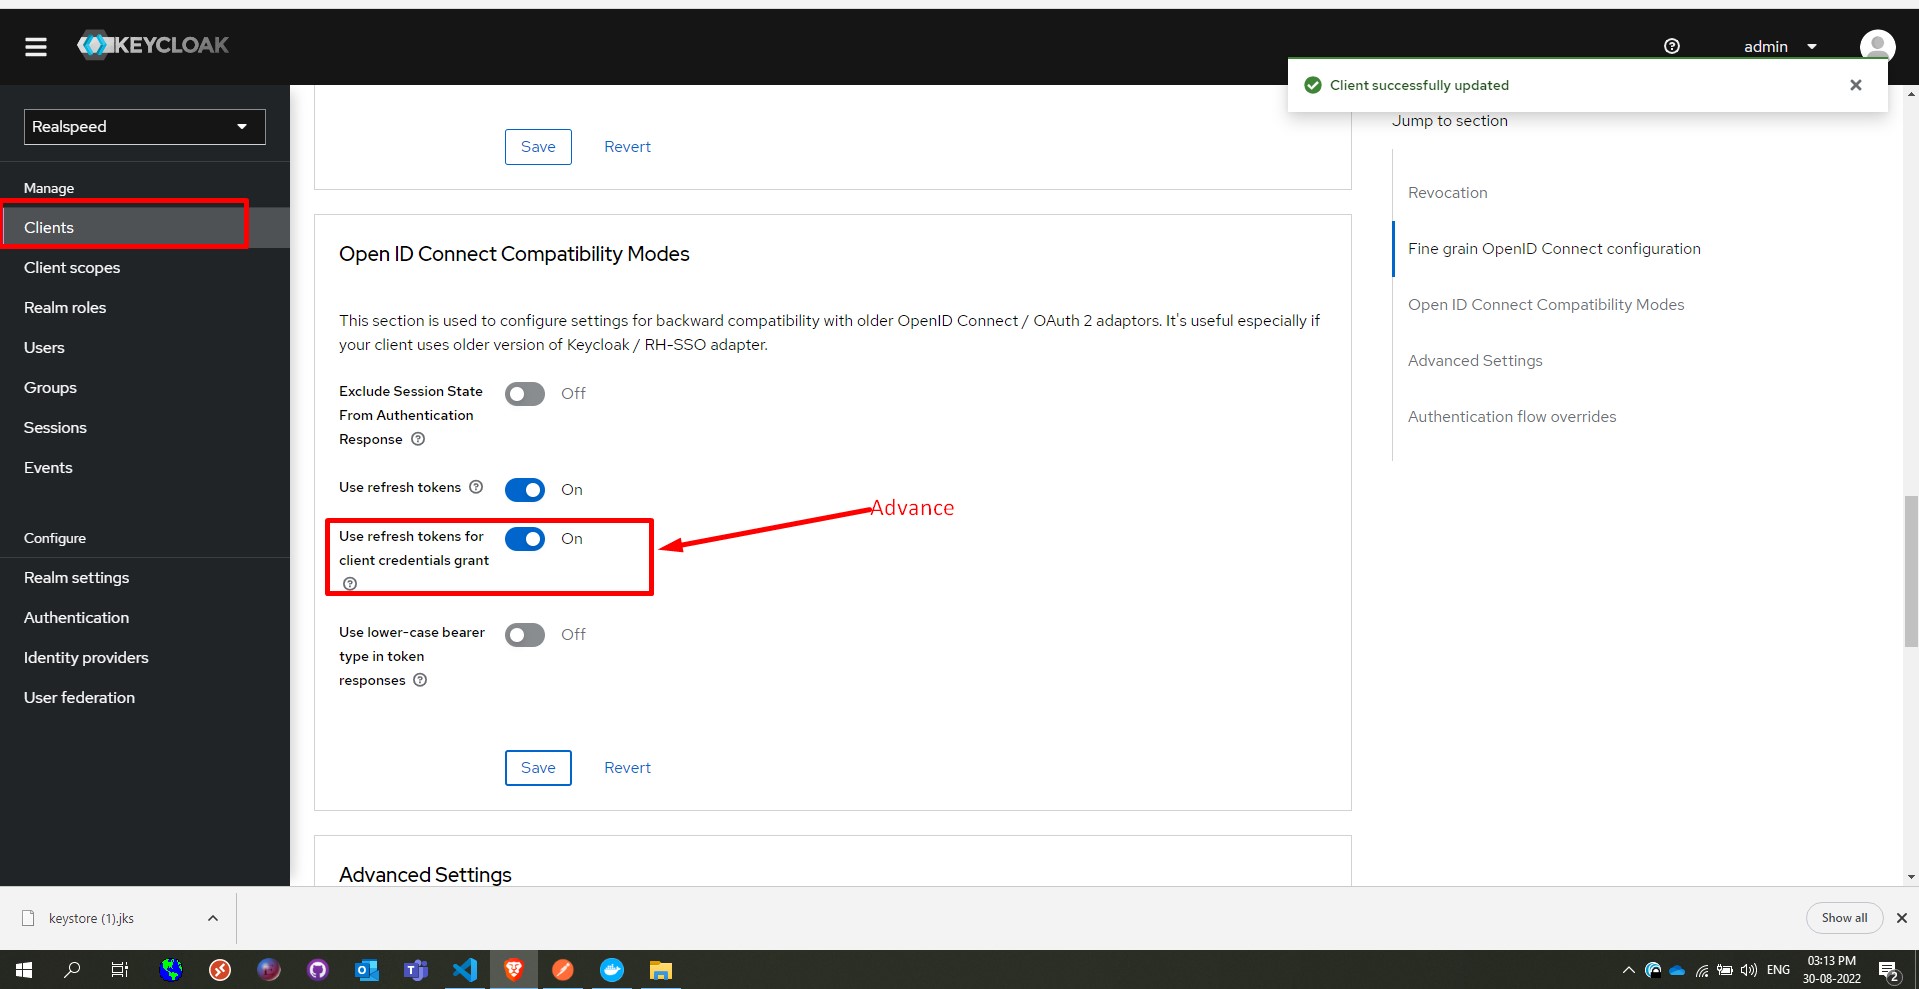 KEYCLOAK
admin
Client successfully updated
Realspeed
Manage
Clients
Client scopes
Realm roles
Users
Groups
Sessions
Events
Configure
Realm settings
Authentication
Identity providers
User federation
Save Revert
Open ID Connect Compatibility Modes
This section is used to configure settings for backward compatibility with older OpenID Connect / OAuth 2 adaptors. It's useful especially if
your client uses older version of Keycloak / RH-SSO adapter.
Exclude Session State
From Authentication
Response
Off
Use refresh tokens On
Use refresh tokens for
client credentials grant
On
Advance
Use lower-case bearer
type in token
responses
Off
Save Revert
Advanced Settings
Jump to section
Revocation
Fine grain OpenID Connect configuration
Open ID Connect Compatibility Modes
Advanced Settings
Authentication flow overrides
keystore (1).jks
Show all
ENG
03:13 PM
30-08-2022
2